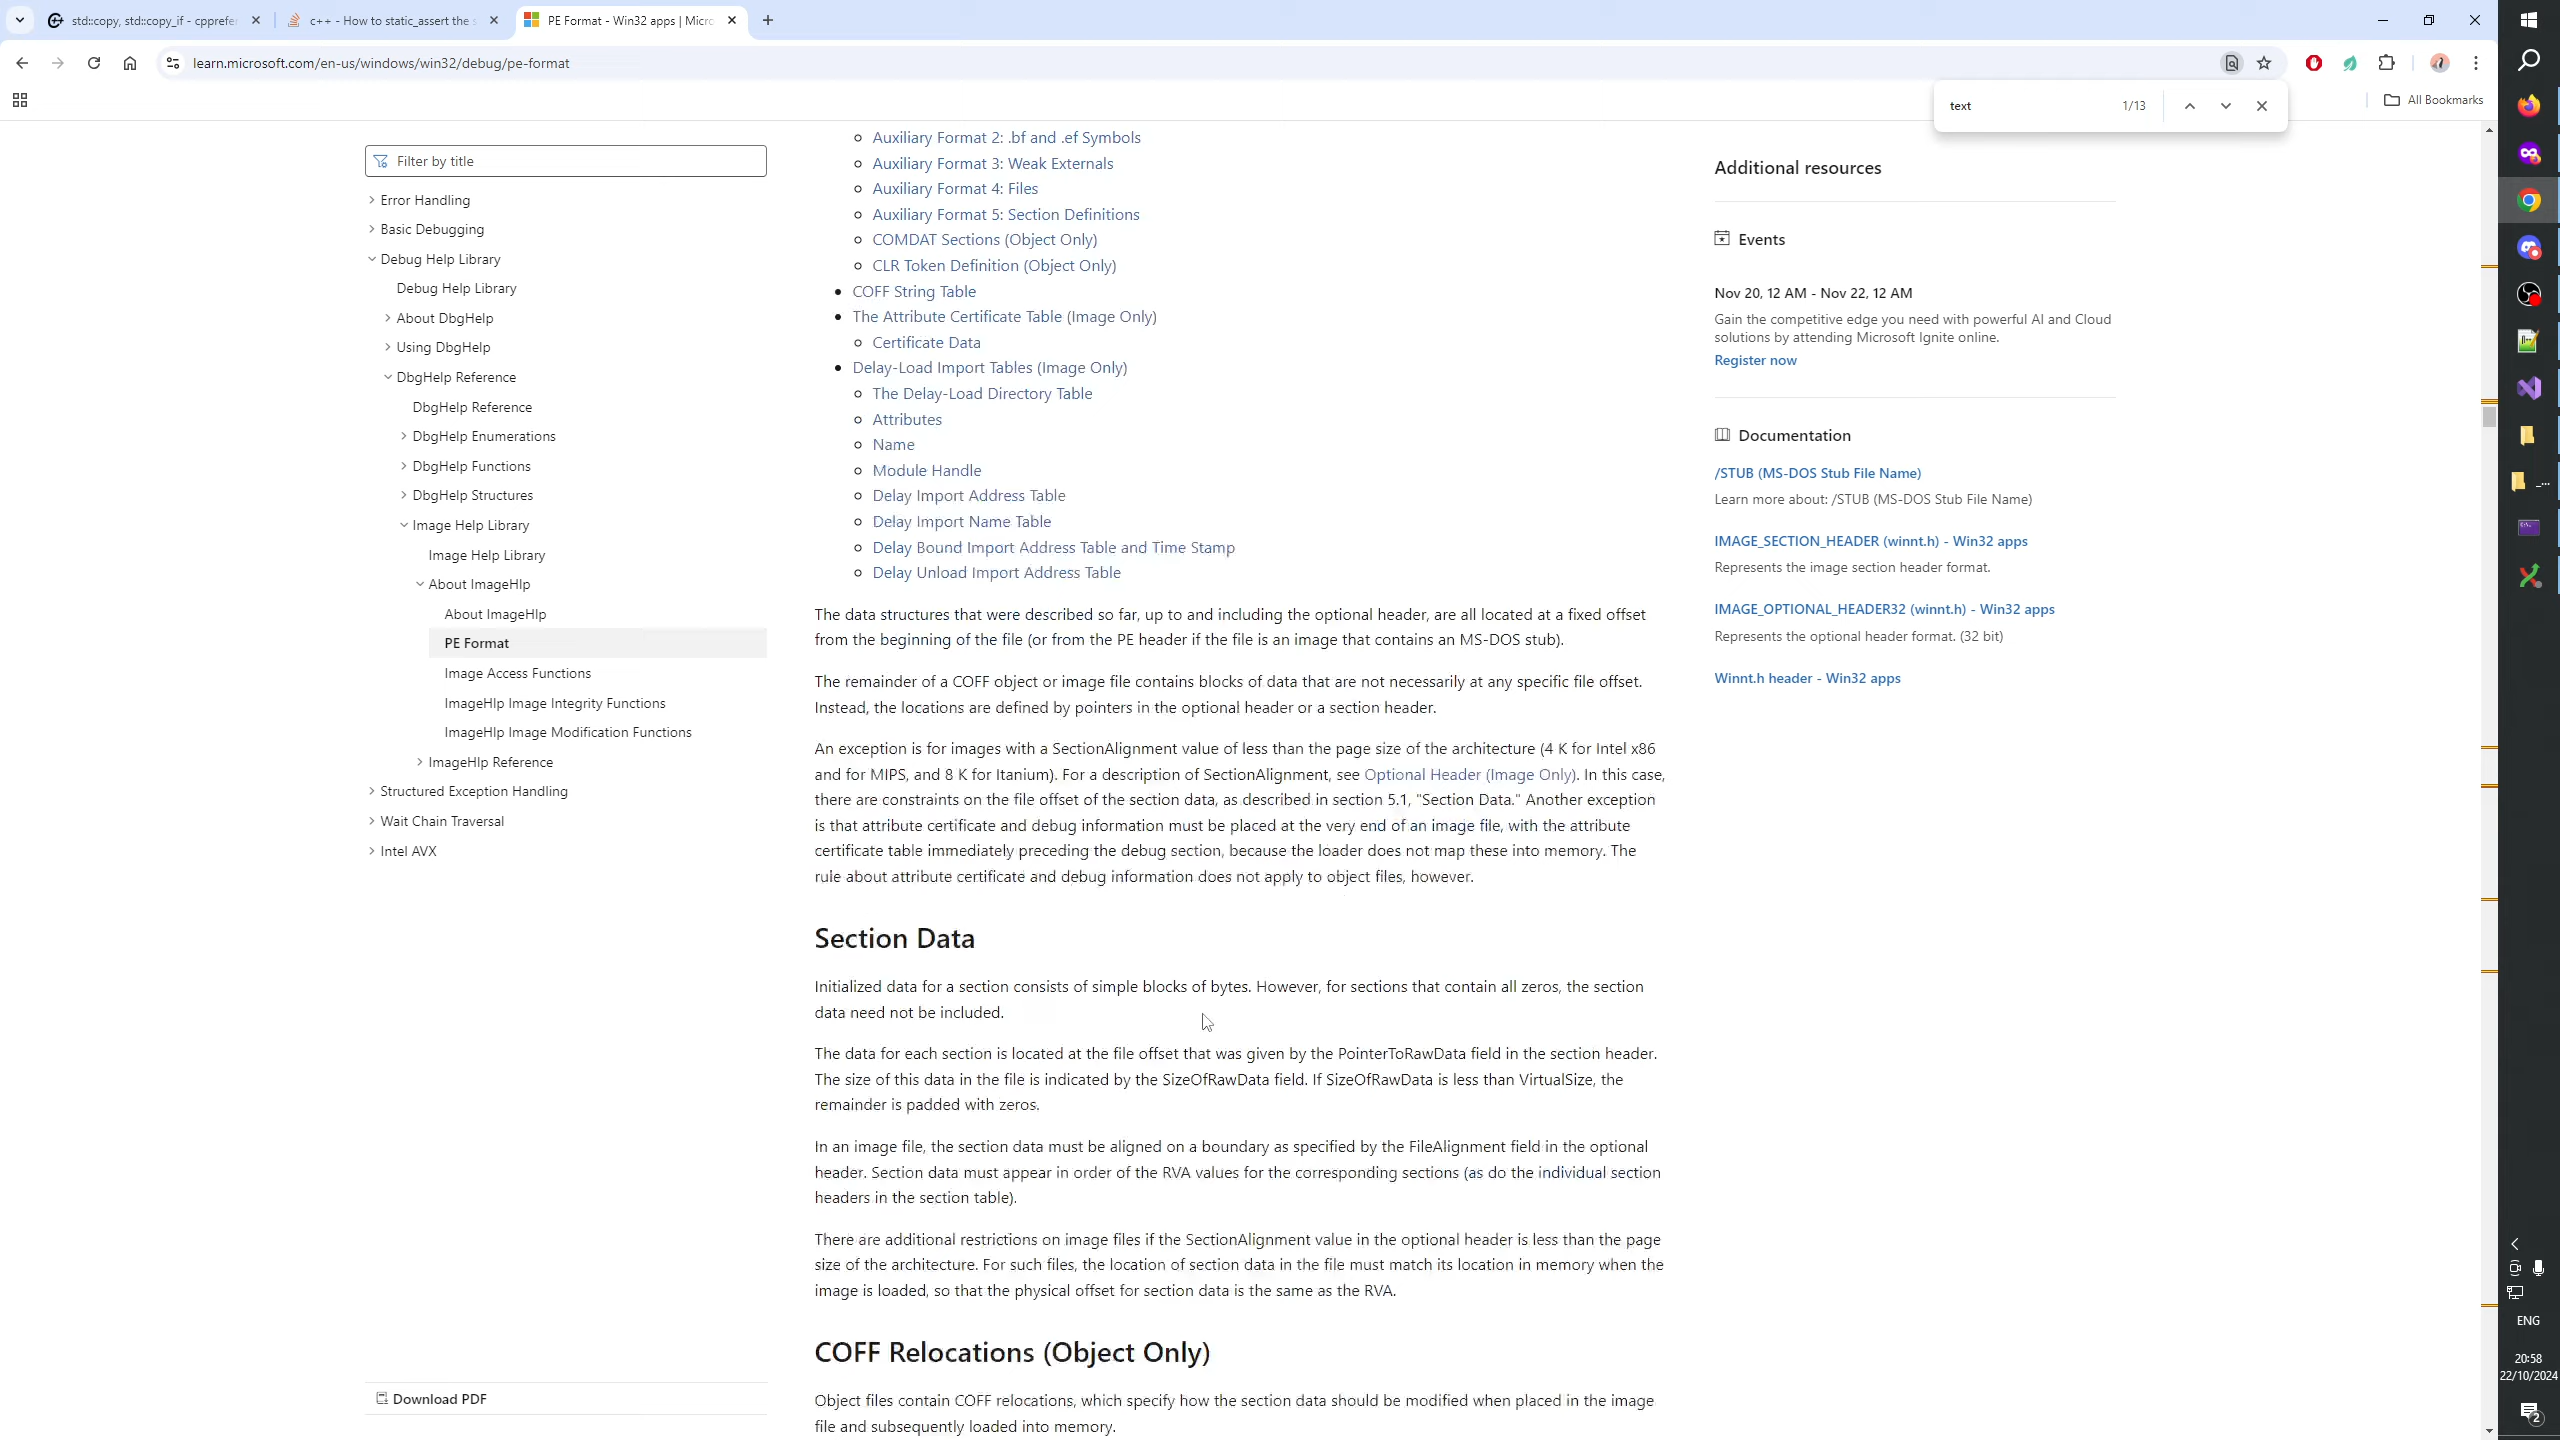 std::copy, std::copy_if - cpprefer
c++ - How to static_assert the s
PE Format - Win32 apps | Micro
learn.microsoft.com/en-us/windows/win32/debug/pe-format
All Bookmarks
text
1/13
Filter by title
Error Handling
Basic Debugging
Debug Help Library
Debug Help Library
About DbgHelp
Using DbgHelp
DbgHelp Reference
DbgHelp Reference
DbgHelp Enumerations
DbgHelp Functions
DbgHelp Structures
Image Help Library
Image Help Library
About ImageHlp
About ImageHlp
PE Format
Image Access Functions
ImageHlp Image Integrity Functions
ImageHlp Image Modification Functions
ImageHlp Reference
Structured Exception Handling
Wait Chain Traversal
Intel AVX
Download PDF
Auxiliary Format 2: .bf and .ef Symbols
Auxiliary Format 3: Weak Externals
Auxiliary Format 4: Files
Auxiliary Format 5: Section Definitions
COMDAT Sections (Object Only)
CLR Token Definition (Object Only)
COFF String Table
The Attribute Certificate Table (Image Only)
Certificate Data
Delay-Load Import Tables (Image Only)
The Delay-Load Directory Table
Attributes
Name
Module Handle
Delay Import Address Table
Delay Import Name Table
Delay Bound Import Address Table and Time Stamp
Delay Unload Import Address Table
The data structures that were described so far, up to and including the optional header, are all located at a fixed offset
from the beginning of the file (or from the PE header if the file is an image that contains an MS-DOS stub).
The remainder of a COFF object or image file contains blocks of data that are not necessarily at any specific file offset.
Instead, the locations are defined by pointers in the optional header or a section header.
An exception is for images with a SectionAlignment value of less than the page size of the architecture (4 K for Intel x86
and for MIPS, and 8 K for Itanium). For a description of SectionAlignment, see Optional Header (Image Only). In this case,
there are constraints on the file offset of the section data, as described in section 5.1, "Section Data." Another exception
is that attribute certificate and debug information must be placed at the very end of an image file, with the attribute
certificate table immediately preceding the debug section, because the loader does not map these into memory. The
rule about attribute certificate and debug information does not apply to object files, however.
Section Data
Initialized data for a section consists of simple blocks of bytes. However, for sections that contain all zeros, the section
data need not be included.
The data for each section is located at the file offset that was given by the PointerToRawData field in the section header.
The size of this data in the file is indicated by the SizeOfRawData field. If SizeOfRawData is less than VirtualSize, the
remainder is padded with zeros.
In an image file, the section data must be aligned on a boundary as specified by the FileAlignment field in the optional
header. Section data must appear in order of the RVA values for the corresponding sections (as do the individual section
headers in the section table).
There are additional restrictions on image files if the SectionAlignment value in the optional header is less than the page
size of the architecture. For such files, the location of section data in the file must match its location in memory when the
image is loaded, so that the physical offset for section data is the same as the RVA.
COFF Relocations (Object Only)
Object files contain COFF relocations, which specify how the section data should be modified when placed in the image
file and subsequently loaded into memory.
Additional resources
Events
Nov 20, 12 AM - Nov 22, 12 AM
Gain the competitive edge you need with powerful AI and Cloud
solutions by attending Microsoft Ignite online.
Register now
Documentation
/STUB (MS-DOS Stub File Name)
Learn more about: /STUB (MS-DOS Stub File Name)
IMAGE_SECTION_HEADER (winnt.h) - Win32 apps
Represents the image section header format.
IMAGE_OPTIONAL_HEADER32 (winnt.h) - Win32 apps
Represents the optional header format. (32 bit)
Winnt.h header - Win32 apps
_...
ENG
20:58
22/10/2024
2